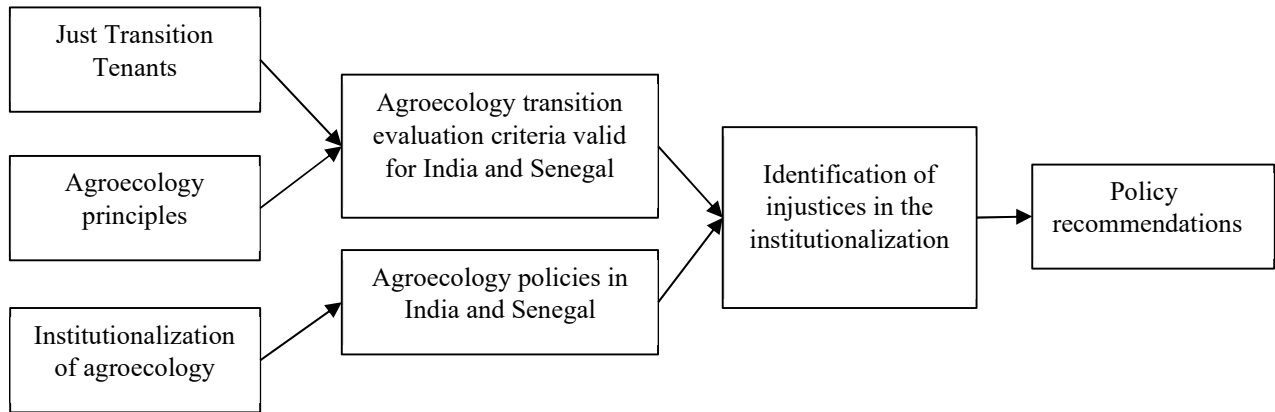 Just Transition
Tenants
Agroecology
principles
Institutionalization
of agroecology
Agroecology transition
evaluation criteria valid
for India and Senegal
Agroecology policies in
India and Senegal
Identification of
injustices in the
institutionalization
Policy
recommendations